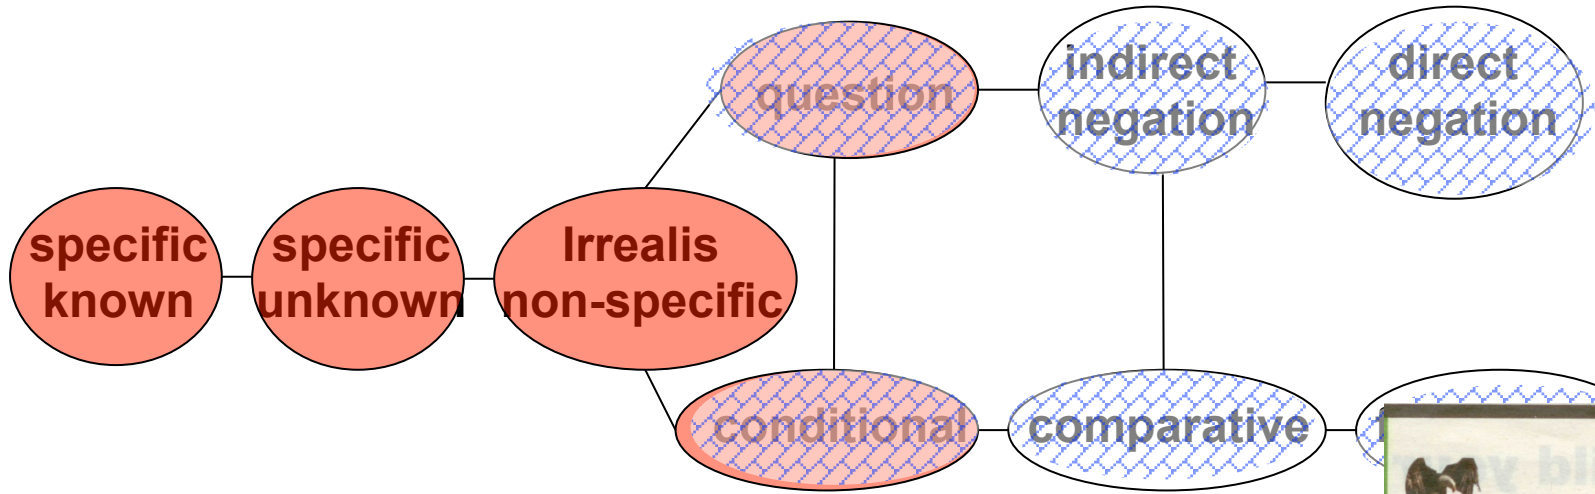 question
indirect
negation
direct
negation
specific
known
specific
unknown
Irrealis
non-specific
conditional
comparative